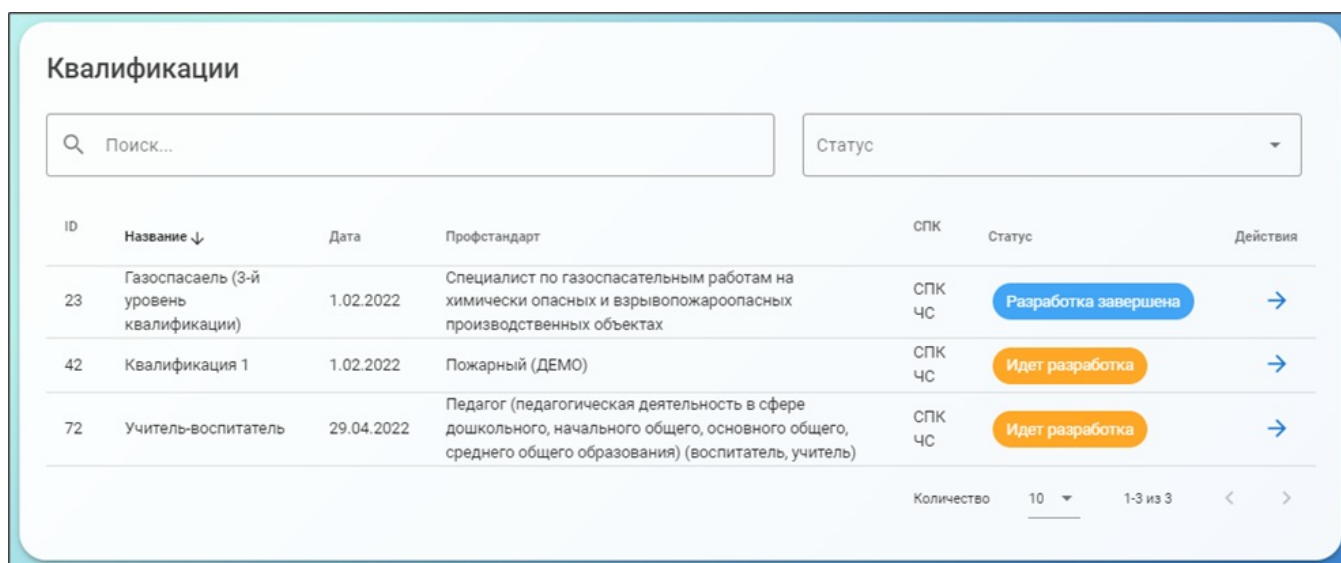 Квалификации
Поиск...
Статус
ID Название Дата Профстандарт СПК Статус Действия
Газоспасаель (3-й
уровень
квалификации)
23 1.02.2022
Специалист по газоспасательным работам на
химически опасных и взрывопожароопасных
производственных объектах
СПК
ЧС
Разработка завершена
42 Квалификация 1 1.02.2022 Пожарный (ДЕМО)
СПК
ЧС
Идет разработка
72 Учитель-воспитатель 29.04.2022
Педагог (педагогическая деятельность в сфере
дошкольного, начального общего, основного общего,
среднего общего образования) (воспитатель, учитель)
СПК
ЧС
Идет разработка
Количество 10 1-3 из 3